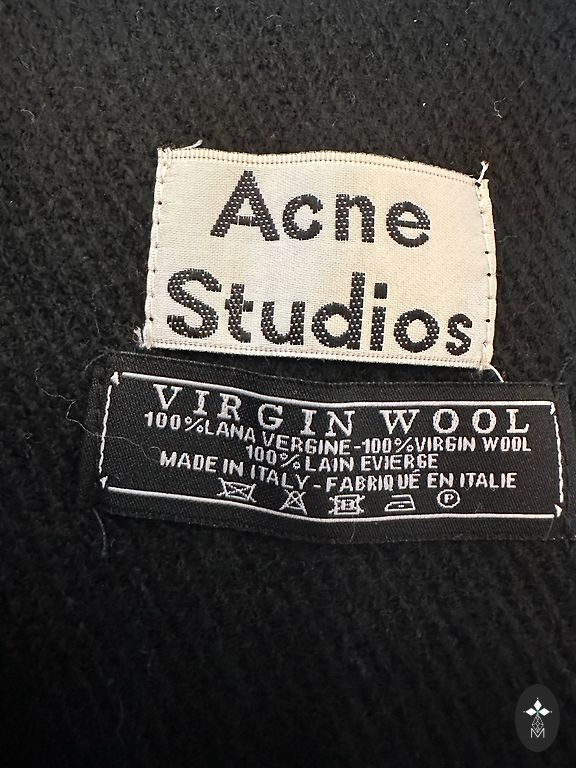 Acne
Studios
VIRGIN WOOL
100%LANA VERGINE-100%VIRGIN WOOL
100%LAIN EVIERGE
MADE IN ITALY-FABRIQUÉ EN ITALIE
P
M